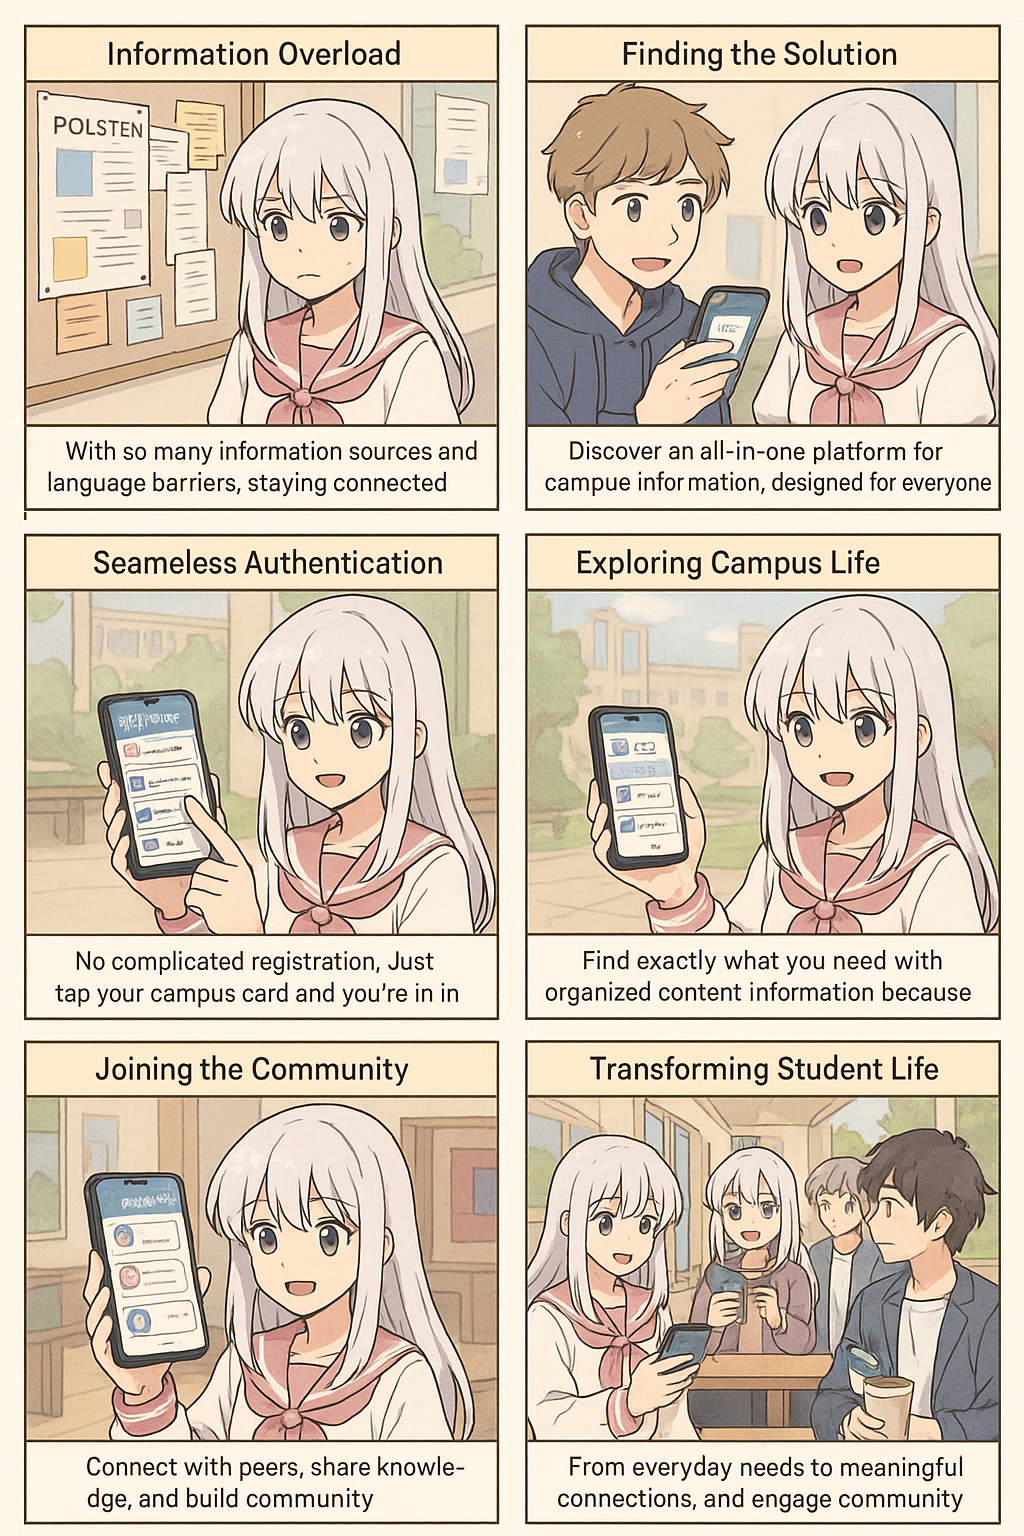 Information Overload
POLSTEN
With so many information sources and
language barriers, staying connected
Finding the Solution
Discover an all-in-one platform for
campue information, designed for everyone
Seameless Authentication
No complicated registration, Just
tap your campus card and you're in in
Exploring Campus Life
Find exactly what you need with
organized content information because
Joining the Community
Connect with peers, share knowle-
dge, and build community
Transforming Student Life
From everyday needs to meaningful
connections, and engage community